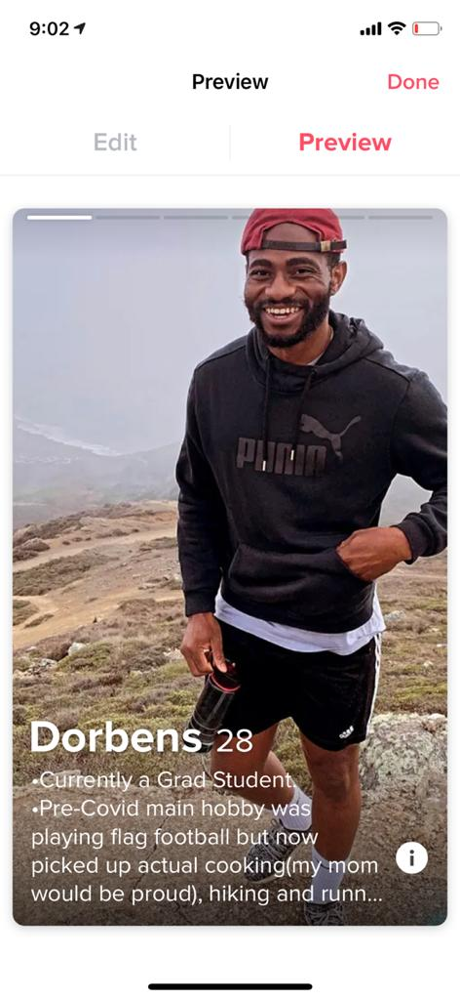 9:02
Preview
Done
Edit
Preview
PUMA
Dorbens 28
•Currently a Grad Student.
•Pre-Covid main hobby was
playing flag football but now
picked up actual cooking(my mom
would be proud), hiking and runn...